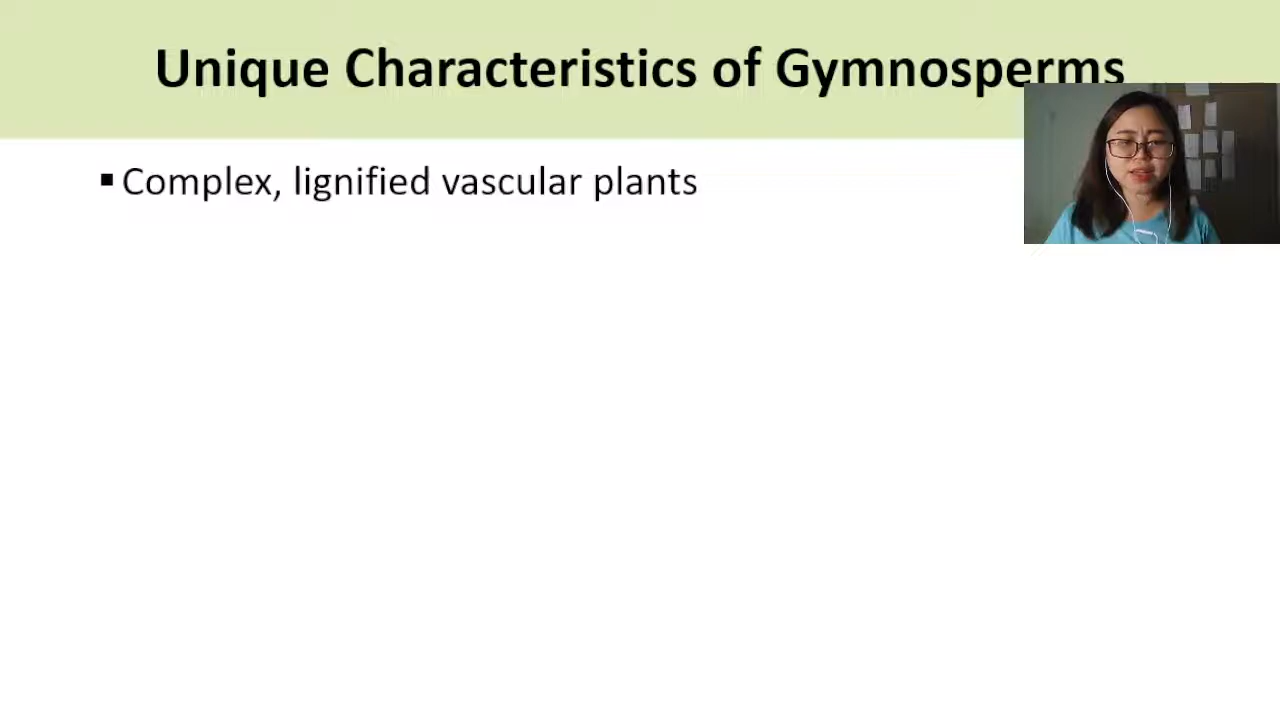 Unique Characteristics of Gymnosperms
▪ Complex, lignified vascular plants